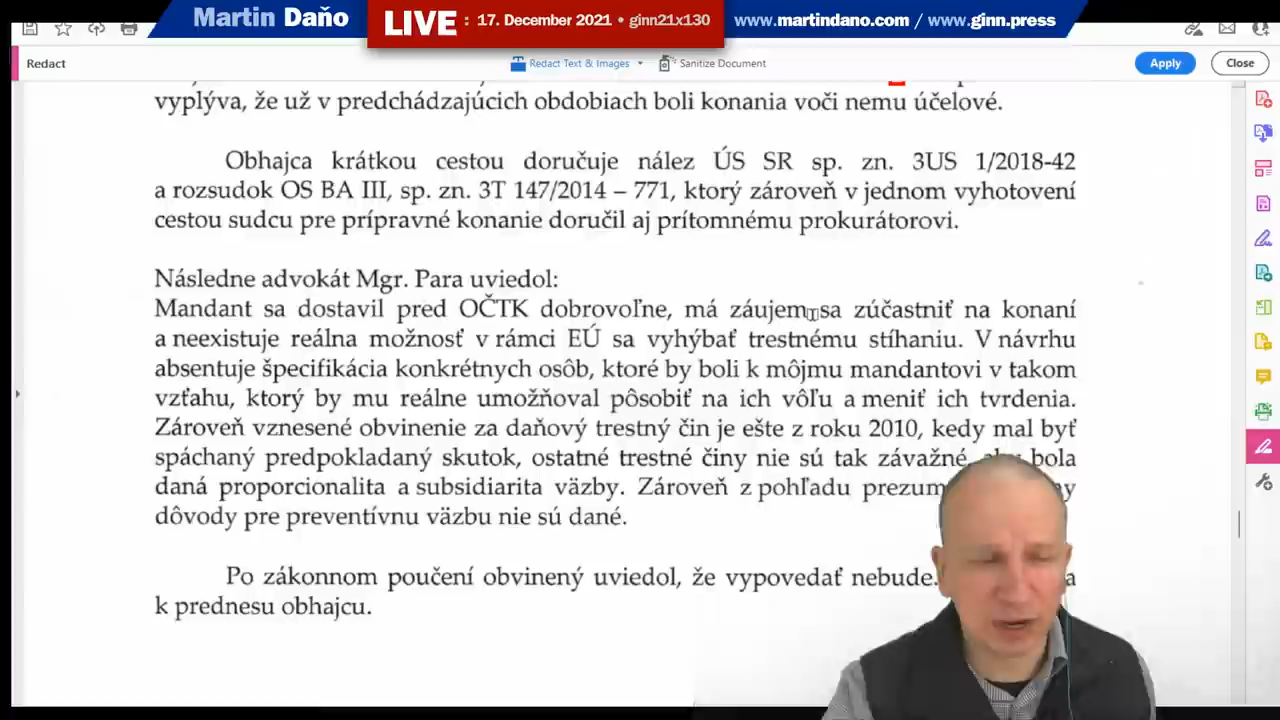 Martin Daňo
LIVE: 17. December 2021 • ginn21x130
www.martindano.com / www.ginn.press
Redact
Redact Text & Images
Sanitize Document
Apply
Close
vyplýva, že už v predchádzajúcich obdobiach boli konania voči nemu účelové.
Obhajca krátkou cestou doručuje nález ÚS SR sp. zn. 3US 1/2018-42
a rozsudok OS BA III, sp. zn. 3T 147/2014 – 771, ktorý zároveň v jednom vyhotovení
cestou sudcu pre prípravné konanie doručil aj prítomnému prokurátorovi.
Následne advokát Mgr. Para uviedol:
Mandant sa dostavil pred OČTK dobrovoľne, má záujem sa zúčastniť na konaní
a neexistuje reálna možnosť v rámci EÚ sa vyhýbať trestnému stíhaniu. V návrhu
absentuje špecifikácia konkrétnych osôb, ktoré by boli k môjmu mandantovi v takom
vzťahu, ktorý by mu reálne umožňoval pôsobiť na ich vôľu a meniť ich tvrdenia.
Zároveň vznesené obvinenie za daňový trestný čin je ešte z roku 2010, kedy mal byť
spáchaný predpokladaný skutok, ostatné trestné činy nie sú tak závažné, aby bola
daná proporcionalita a subsidiarita väzby. Zároveň z pohľadu
dôvody pre preventívnu väzbu nie sú dané.
Po zákonnom poučení obvinený uviedol, že vypovedať nebude.
k prednesu obhajcu.